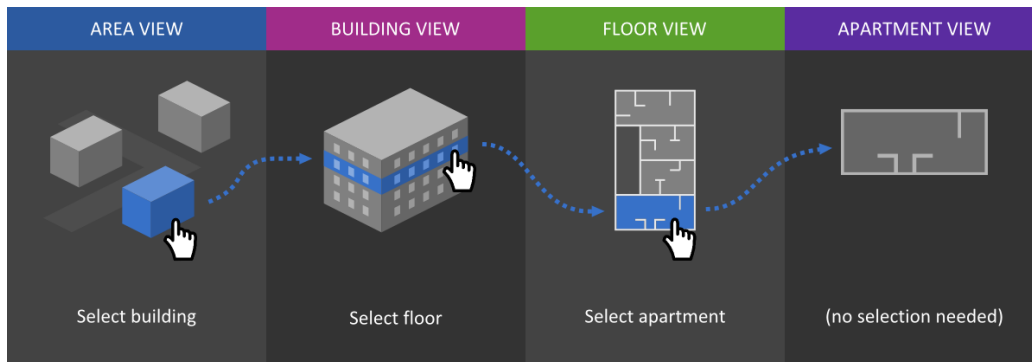 AREA VIEW
BUILDING VIEW
FLOOR VIEW
APARTMENT VIEW
Select building
Select floor
Select apartment
(no selection needed)